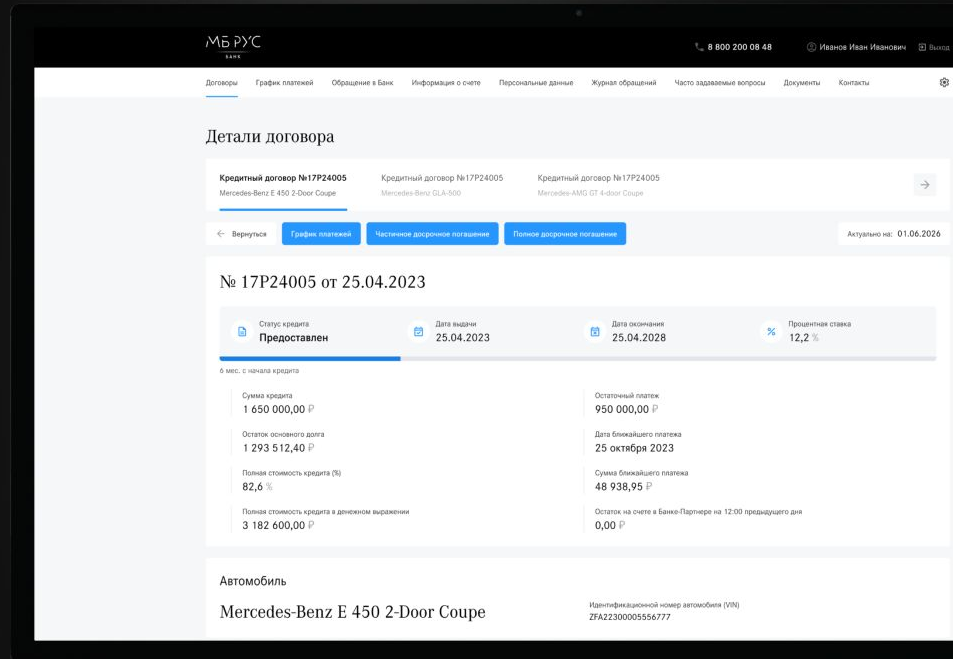 МБ РУС
БАНК
8 800 200 08 48
Иванов Иван Иванович
Выход
Договоры График платежей Обращение в Банк Информация о счете Персональные данные Журнал обращений Часто задаваемые вопросы Документы Контакты
Детали договора
Кредитный договор №17Р24005
Mercedes-Benz E 450 2-Door Coupe
Кредитный договор №17Р24005
Mercedes-Benz GLA-500
Кредитный договор №17Р24005
Mercedes-AMG GT 4-door Coupe
Вернуться
График платежей
Частичное досрочное погашение
Полное досрочное погашение
Актуально на: 01.06.2026
№ 17Р24005 от 25.04.2023
Статус кредита
Предоставлен
Дата выдачи
25.04.2023
Дата окончания
25.04.2028
Процентная ставка
12,2 %
6 мес. с начала кредита
Сумма кредита
1 650 000,00 ₽
Остаточный платеж
950 000,00 ₽
Остаток основного долга
1 293 512,40 ₽
Дата ближайшего платежа
25 октября 2023
Полная стоимость кредита (%)
82,6 %
Сумма ближайшего платежа
48 938,95 ₽
Полная стоимость кредита в денежном выражении
3 182 600,00 ₽
Остаток на счете в Банке-Партнере на 12:00 предыдущего дня
0,00 ₽
Автомобиль
Mercedes-Benz E 450 2-Door Coupe
Идентификационной номер автомобиля (VIN)
ZFA22300005556777